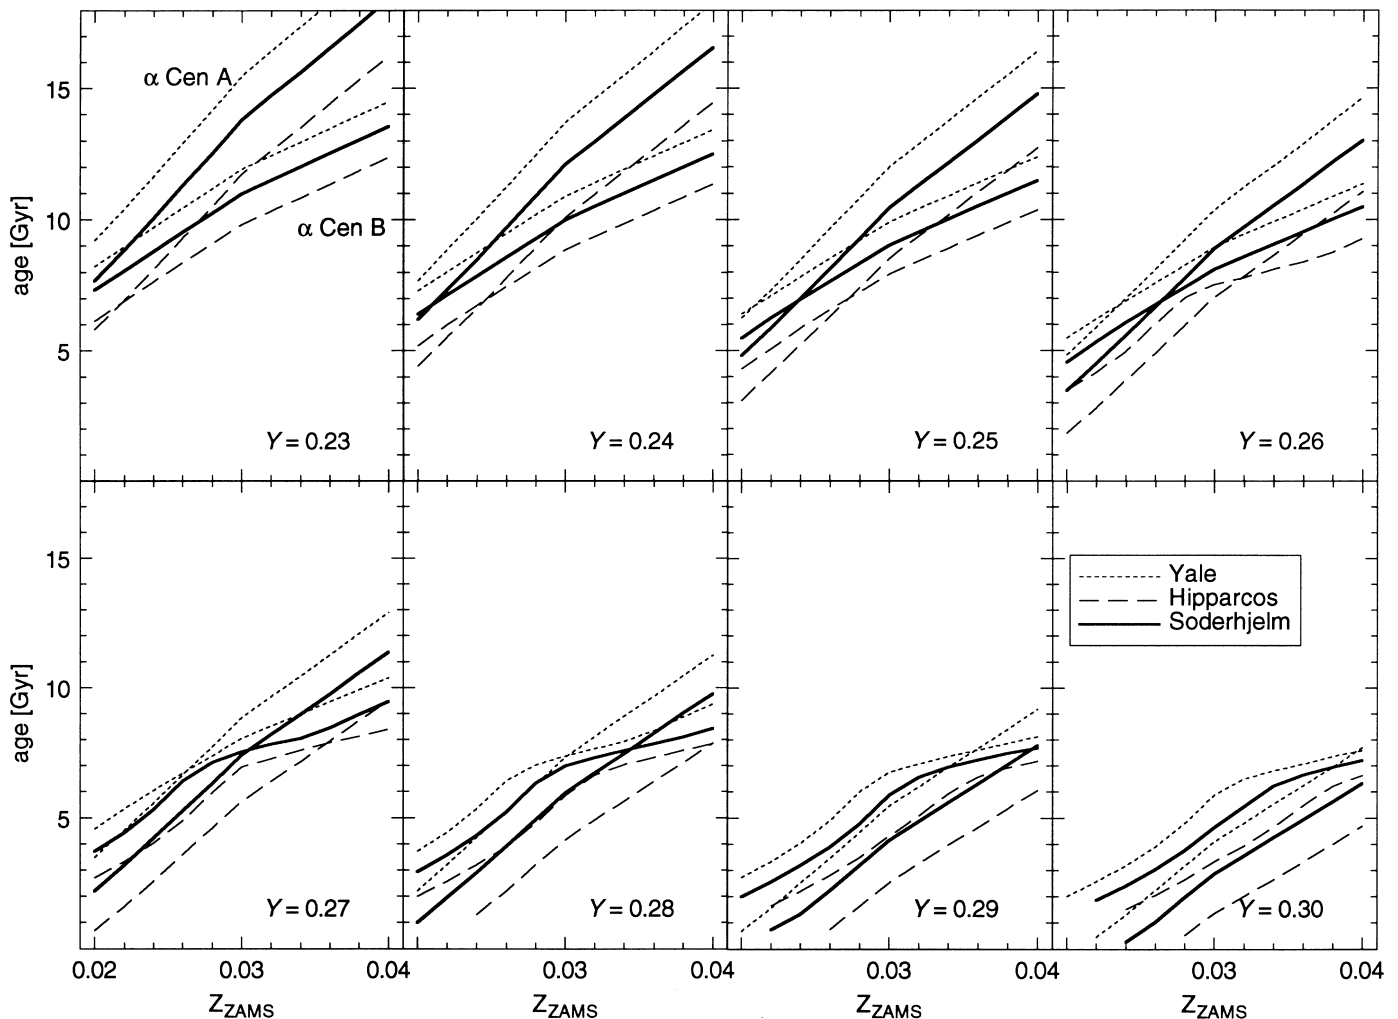 α Cen A
α Cen B
age [Gyr]
15
10
5
Y = 0.23
Y = 0.24
Y = 0.25
Y = 0.26
age [Gyr]
15
10
5
Yale
Hipparcos
Soderhjelm
Y = 0.27
Y = 0.28
Y = 0.29
Y = 0.30
0.02 0.03 0.04 0.03 0.04 0.03 0.04 0.03 0.04
Z_ZAMS Z_ZAMS Z_ZAMS Z_ZAMS